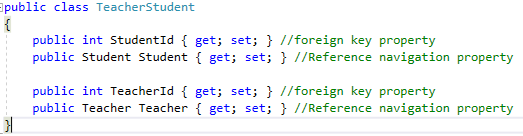 public class TeacherStudent
{
public int StudentId { get; set; } //foreign key property
public Student Student { get; set; } //Reference navigation property
public int TeacherId { get; set; } //foreign key property
public Teacher Teacher { get; set; } //Reference navigation property
}